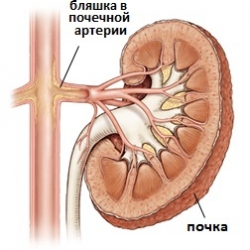 бляшка в
почечной
артерии
почка